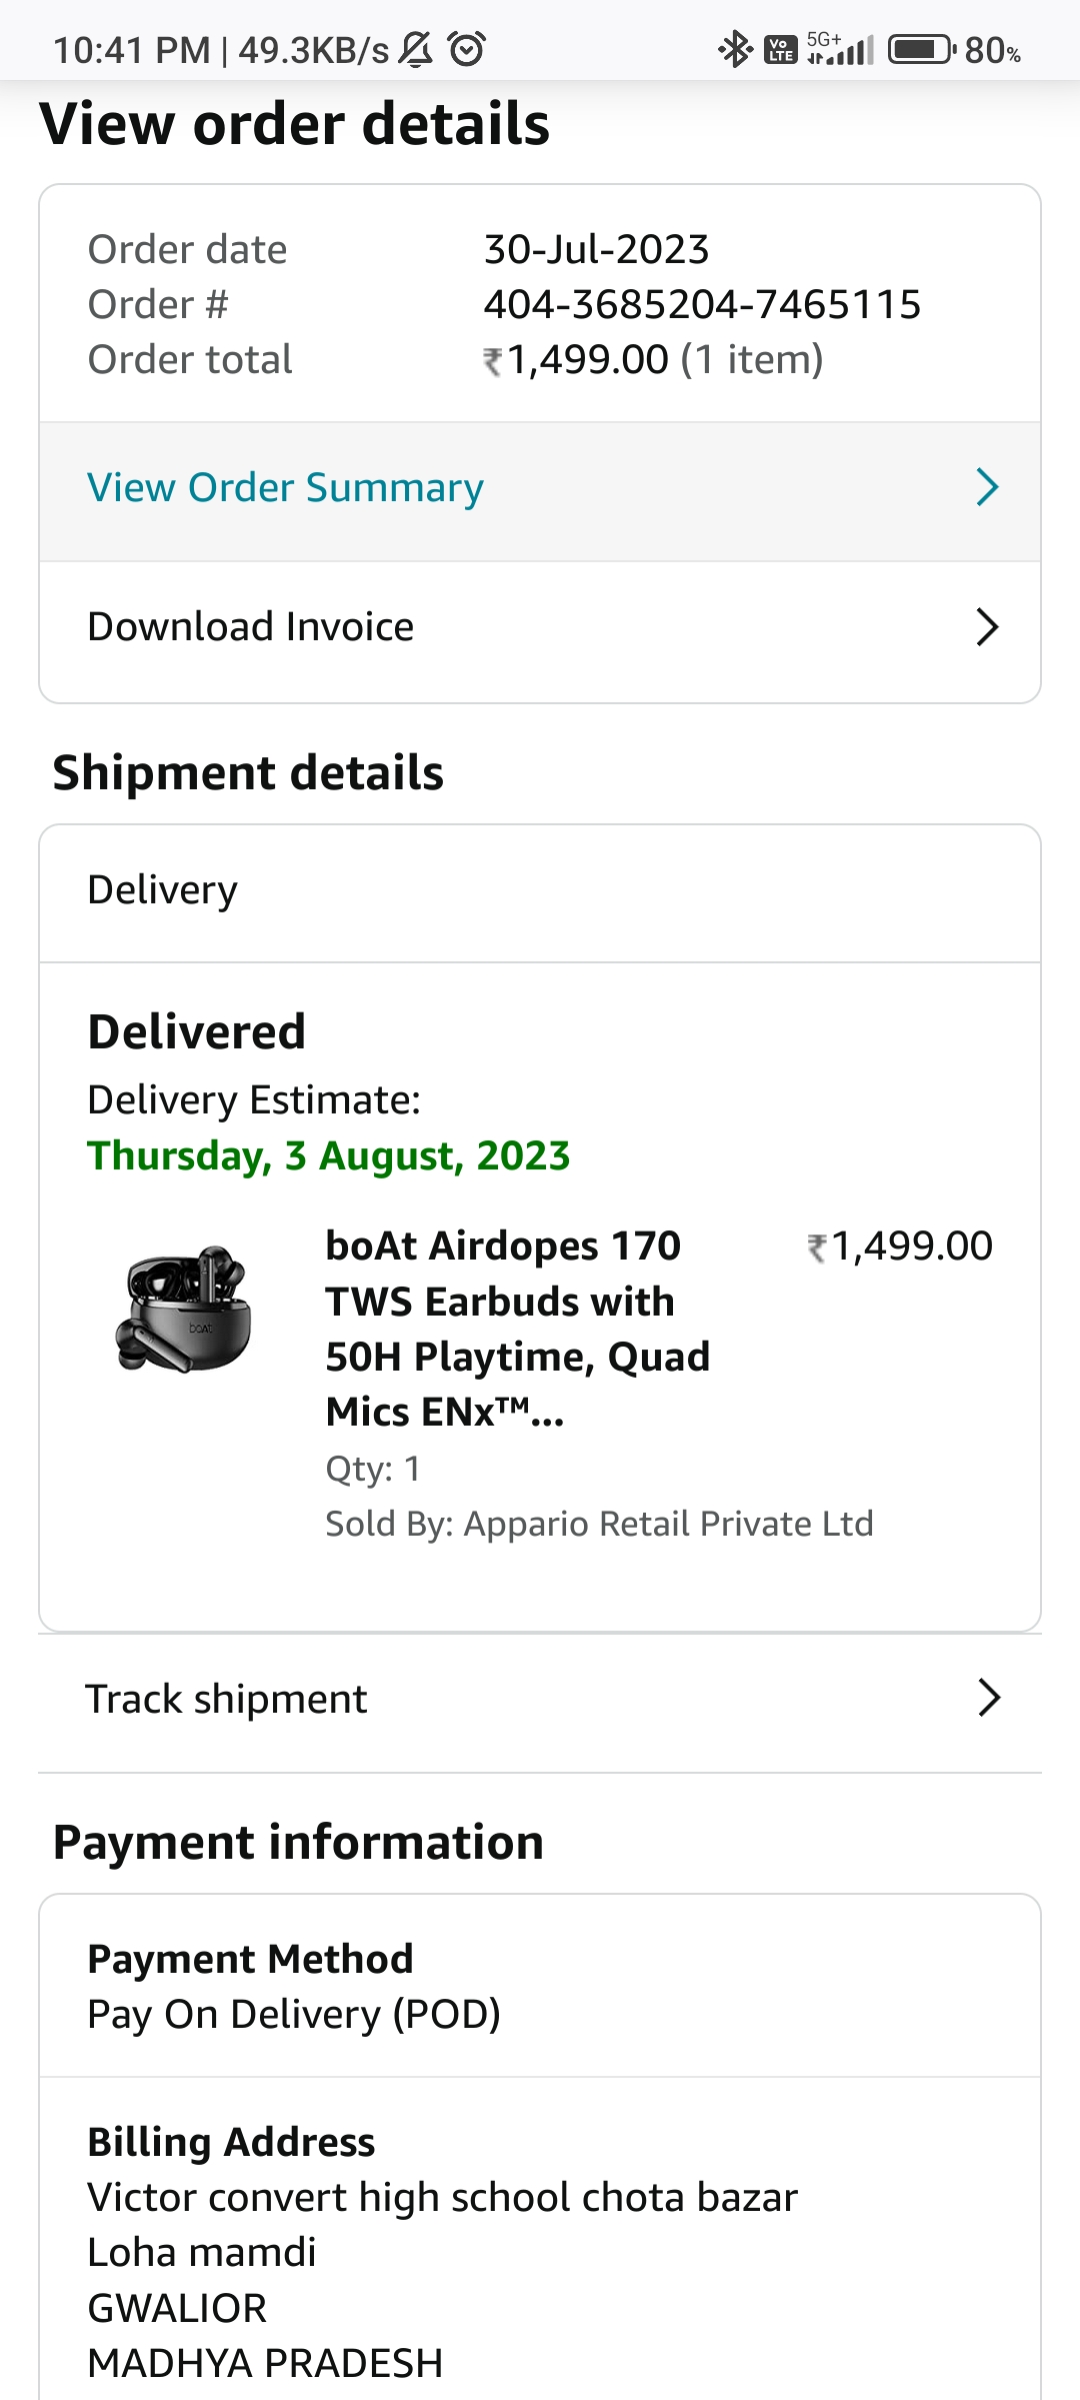 10:41 PM | 49.3KB/s Vo LTE 5G+ 80%
View order details
Order date 30-Jul-2023
Order # 404-3685204-7465115
Order total ₹1,499.00 (1 item)
View Order Summary
Download Invoice
Shipment details
Delivery
Delivered
Delivery Estimate:
Thursday, 3 August, 2023
boAt Airdopes 170 ₹1,499.00
TWS Earbuds with
50H Playtime, Quad
Mics ENx™...
boAt
Qty: 1
Sold By: Appario Retail Private Ltd
Track shipment
Payment information
Payment Method
Pay On Delivery (POD)
Billing Address
Victor convert high school chota bazar
Loha mamdi
GWALIOR
MADHYA PRADESH